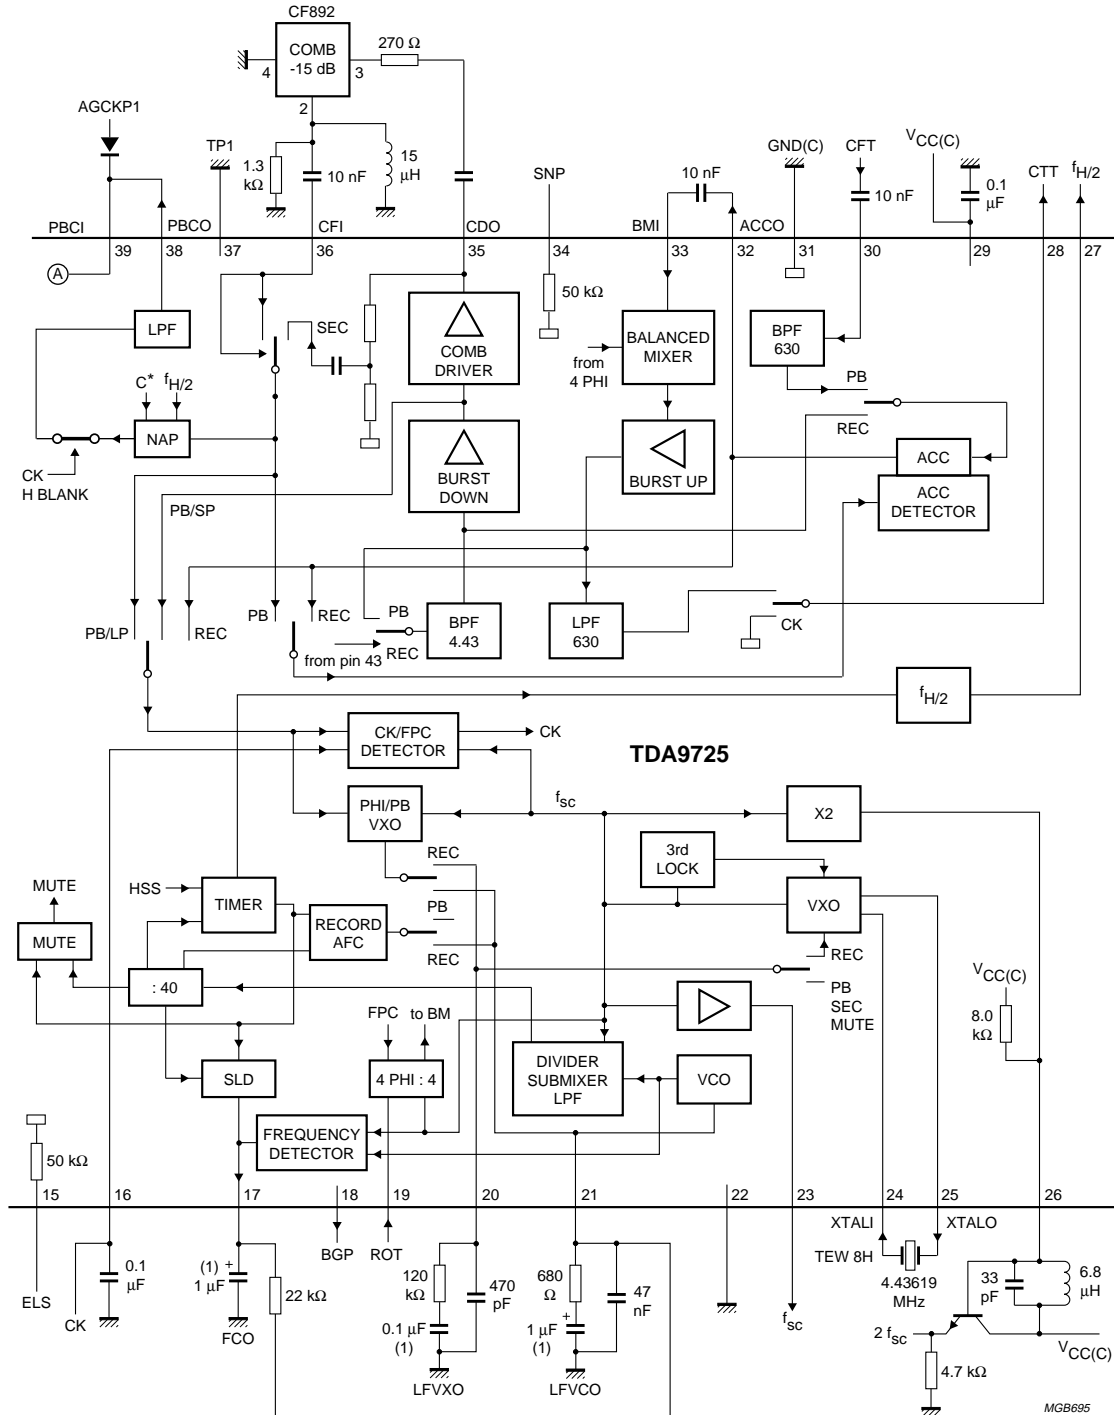 CF892
COMB
-15 dB
4
3
2
270 Ω
AGCKP1
TP1
1.3
kΩ
10 nF
15
µH
SNP
10 nF
GND(C)
CFT
10 nF
VCC(C)
0.1
µF
CTT
fH/2
PBCI
PBCO
CFI
CDO
BMI
ACCO
39
38
37
36
35
34
33
32
31
30
29
28
27
A
LPF
SEC
COMB
DRIVER
50 kΩ
from
4 PHI
BALANCED
MIXER
BPF
630
PB
REC
C*
fH/2
NAP
CK
H BLANK
PB/SP
BURST
DOWN
BURST UP
ACC
ACC
DETECTOR
PB/LP
REC
PB
REC
from pin 43
PB
REC
BPF
4.43
LPF
630
CK
fH/2
CK/FPC
DETECTOR
CK
TDA9725
PHI/PB
VXO
fsc
X2
REC
3rd
LOCK
MUTE
HSS
TIMER
VXO
MUTE
RECORD
AFC
PB
REC
REC
: 40
PB
SEC
MUTE
VCC(C)
8.0
kΩ
FPC
to BM
SLD
4 PHI : 4
DIVIDER
SUBMIXER
LPF
VCO
50 kΩ
FREQUENCY
DETECTOR
15
16
17
18
19
20
21
22
23
24
25
26
BGP
ROT
XTALI
XTALO
TEW 8H
4.43619
MHz
ELS
CK
0.1
µF
(1)
+
1 µF
FCO
22 kΩ
120
kΩ
470
pF
0.1 µF
(1)
LFVXO
680
Ω
+
1 µF
(1)
47
nF
LFVCO
fsc
33
pF
6.8
µH
2 fsc
VCC(C)
4.7 kΩ
MGB695